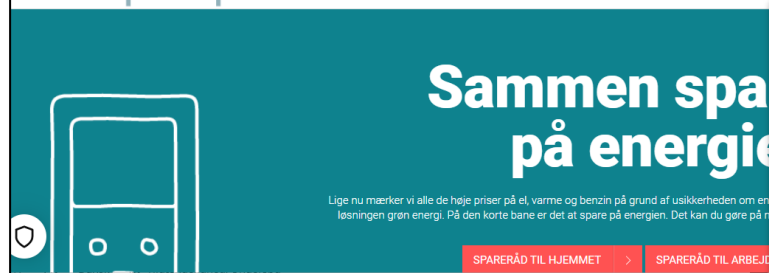 Sammen spa
på energie
Lige nu mærker vi alle de høje priser på el, varme og benzin på grund af usikkerheden om en
løsningen grøn energi. På den korte bane er det at spare på energien. Det kan du gøre på
SPARERÅD TIL HJEMMET
SPARERÅD TIL ARBEJD